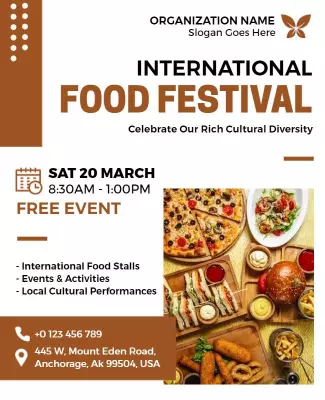 ORGANIZATION NAME
Slogan Goes Here
INTERNATIONAL
FOOD FESTIVAL
Celebrate Our Rich Cultural Diversity
SAT 20 MARCH
8:30AM - 1:00PM
FREE EVENT
- International Food Stalls
- Events & Activities
- Local Cultural Performances
+0 123 456 789
445 W, Mount Eden Road,
Anchorage, Ak 99504, USA